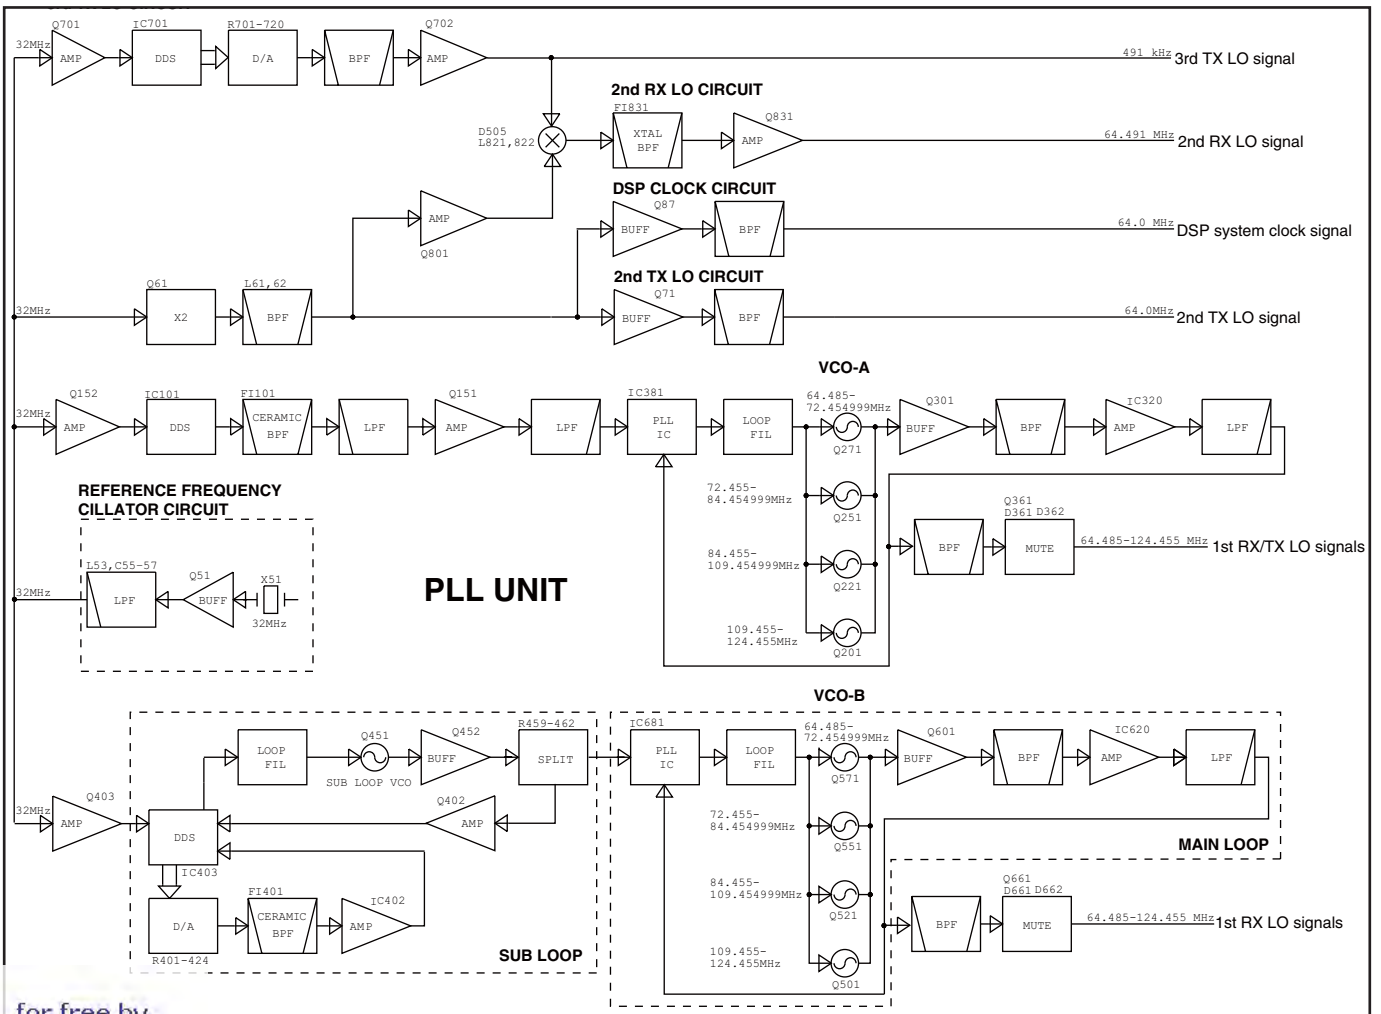 Q701 IC701 R701-720 Q702
32MHz AMP DDS D/A BPF AMP 491 kHz 3rd TX LO signal
2nd RX LO CIRCUIT
FI831 Q831
D505
L821,822
XTAL
BPF
AMP 64.491 MHz 2nd RX LO signal
DSP CLOCK CIRCUIT
Q87
AMP
Q801
BUFF BPF 64.0 MHz DSP system clock signal
2nd TX LO CIRCUIT
Q61 L61,62 Q71
32MHz X2 BPF BUFF BPF 64.0MHz 2nd TX LO signal
VCO-A
Q152 IC101 FI101 Q151 IC381 64.485-
72.454999MHz
Q301 IC320
32MHz AMP DDS CERAMIC
BPF
LPF AMP LPF PLL
IC
LOOP
FIL
Q271
BUFF BPF AMP LPF
72.455-
84.454999MHz
Q251
84.455-
109.454999MHz
Q221
109.455-
124.455MHz
Q201
Q361
D361 D362
BPF MUTE 64.485-124.455 MHz 1st RX/TX LO signals
REFERENCE FREQUENCY
CILLATOR CIRCUIT
L53,C55-57 Q51 X51
32MHz LPF BUFF
32MHz
PLL UNIT
VCO-B
R459-462 IC681 64.485-
72.454999MHz
Q451 Q452 Q601 IC620
LOOP
FIL
SUB LOOP VCO
BUFF SPLIT PLL
IC
LOOP
FIL
Q571
BUFF BPF AMP LPF
Q403 Q402
32MHz AMP DDS AMP
IC403
72.455-
84.454999MHz
Q551
MAIN LOOP
FI401 IC402
D/A CERAMIC
BPF
AMP
R401-424
SUB LOOP
84.455-
109.454999MHz
Q521
109.455-
124.455MHz
Q501
Q661
D661 D662
BPF MUTE 64.485-124.455 MHz 1st RX LO signals
for free by